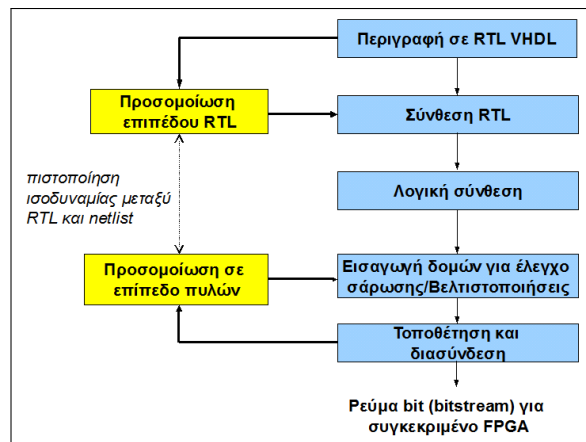 Περιγραφή σε RTL VHDL
Προσομοίωση
επιπέδου RTL
Σύνθεση RTL
πιστοποίηση
ισοδυναμίας μεταξύ
RTL και netlist
Λογική σύνθεση
Προσομοίωση σε
επίπεδο πυλών
Εισαγωγή δομών για έλεγχο
σάρωσης/Βελτιστοποιήσεις
Τοποθέτηση και
διασύνδεση
Ρεύμα bit (bitstream) για
συγκεκριμένο FPGA